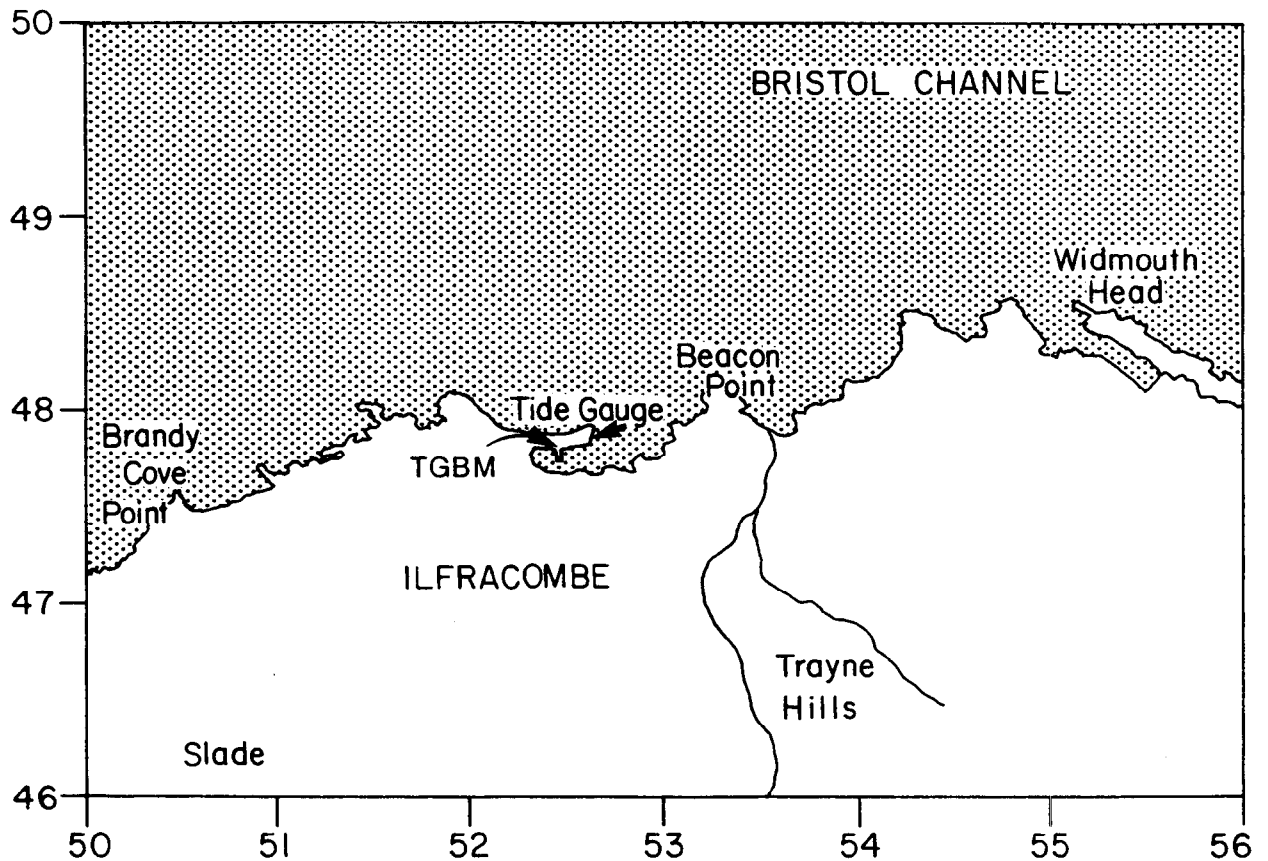 50
BRISTOL CHANNEL
49
Widmouth
Head
Beacon
Point
48
Tide Gauge
Brandy
Cove
Point
TGBM
ILFRACOMBE
47
Trayne
Hills
Slade
46
50 51 52 53 54 55 56